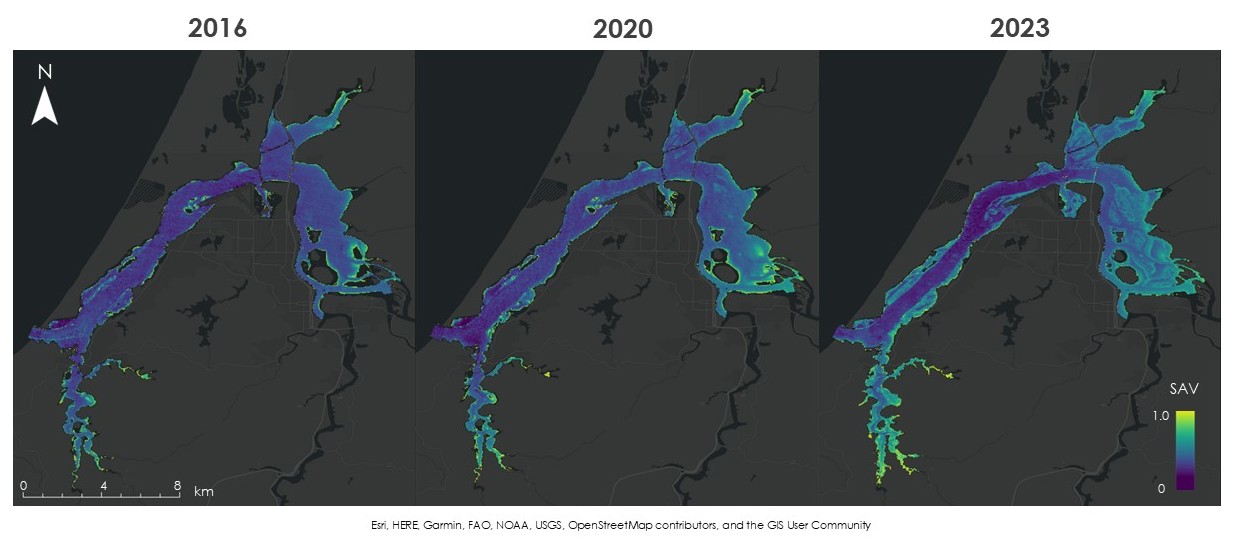 2016
2020
2023
N
SAV
1.0
0
0 4 8 km
Esri, HERE, Garmin, FAO, NOAA, USGS, OpenStreetMap contributors, and the GIS User Community